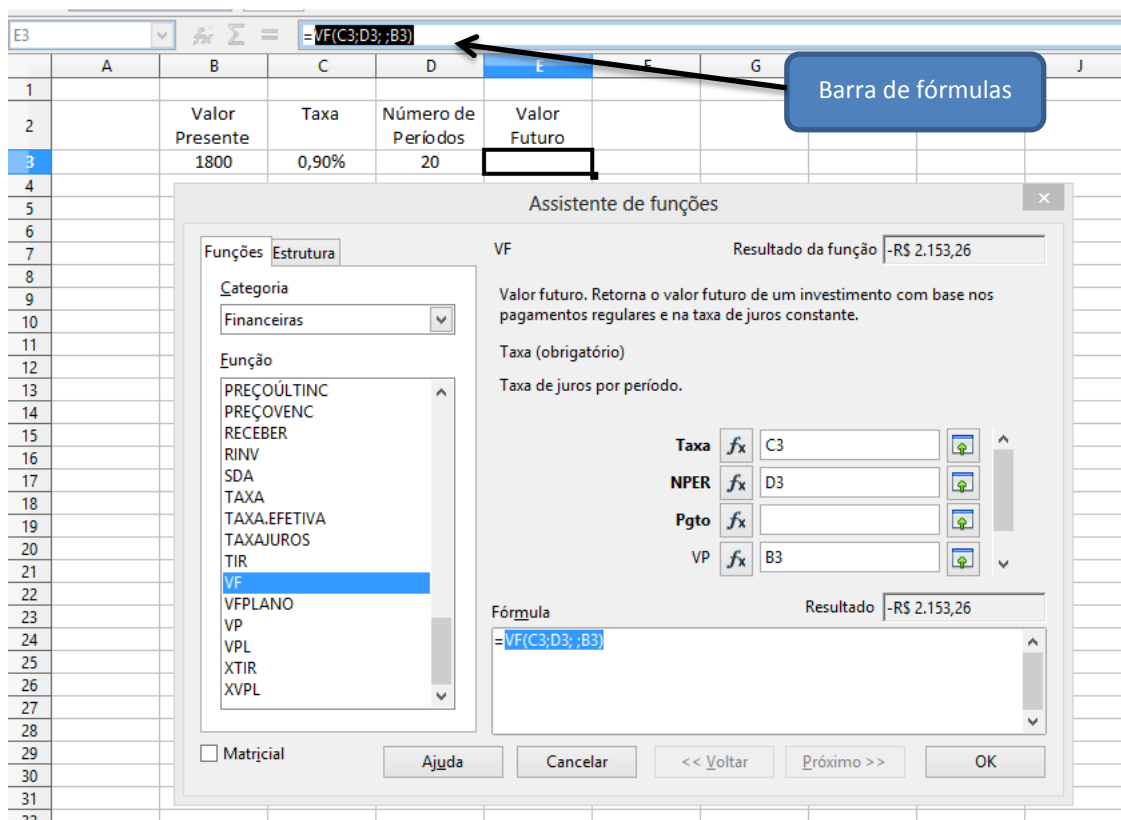 E3
=VF(C3;D3; ;B3)
A B C D E F G J
Barra de fórmulas
1
2 Valor Presente Taxa Número de Períodos Valor Futuro
3 1800 0,90% 20
4
5
6
7
8
9
10
11
12
13
14
15
16
17
18
19
20
21
22
23
24
25
26
27
28
29
30
31
32
Assistente de funções
Funções Estrutura
Categoria
Financeiras
Função
PREÇOÚLTINC
PREÇOVENC
RECEBER
RINV
SDA
TAXA
TAXA.EFETIVA
TAXAJUROS
TIR
VF
VFPLANO
VP
VPL
XTIR
XVPL
Matricial
VF Resultado da função -R$ 2.153,26
Valor futuro. Retorna o valor futuro de um investimento com base nos
pagamentos regulares e na taxa de juros constante.
Taxa (obrigatório)
Taxa de juros por período.
Taxa fx C3
NPER fx D3
Pgto fx
VP fx B3
Fórmula Resultado -R$ 2.153,26
=VF(C3;D3; ;B3)
Ajuda Cancelar << Voltar Próximo >> OK